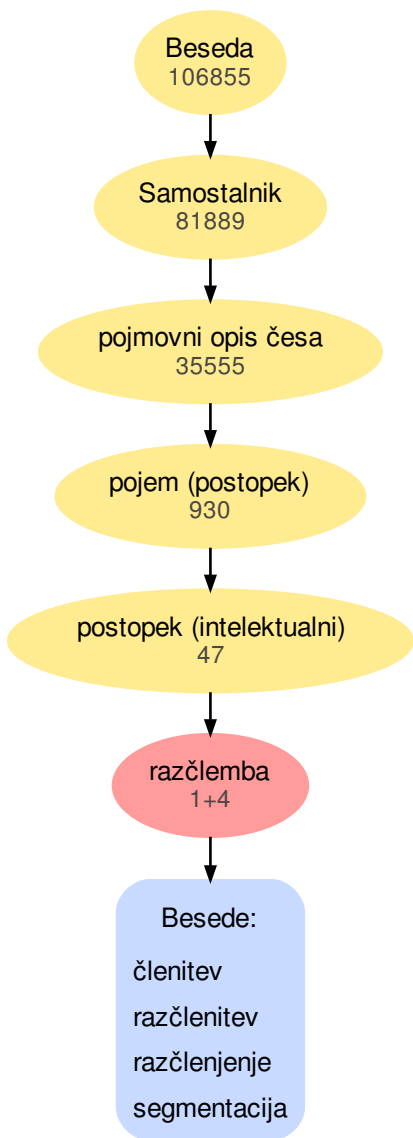 Beseda
106855
Samostalnik
81889
pojmovni opis česa
35555
pojem (postopek)
930
postopek (intelektualni)
47
razčlemba
1+4
Besede:
členitev
razčlenitev
razčlenjenje
segmentacija